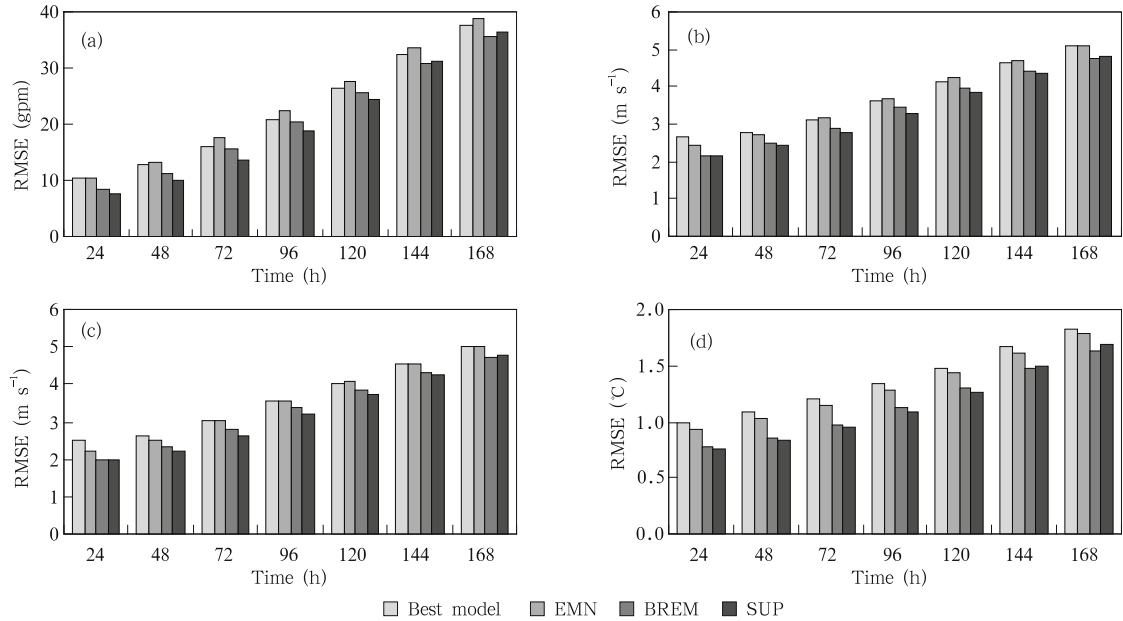 (a)
RMSE (gpm)
40
30
20
10
0
24 48 72 96 120 144 168
Time (h)
(b)
RMSE (m s⁻¹)
6
5
4
3
2
1
0
24 48 72 96 120 144 168
Time (h)
(c)
RMSE (m s⁻¹)
6
5
4
3
2
1
0
24 48 72 96 120 144 168
Time (h)
(d)
RMSE (℃)
2.0
1.5
1.0
0.5
0.0
24 48 72 96 120 144 168
Time (h)
Best model EMN BREM SUP